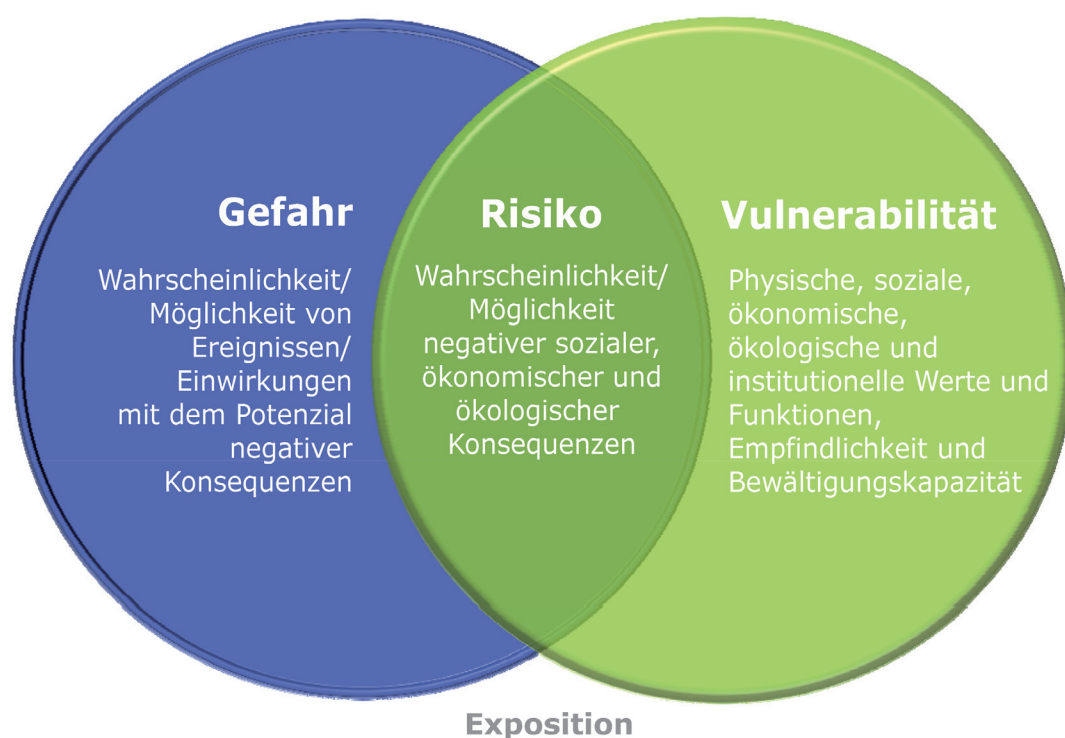 Gefahr
Wahrscheinlichkeit/
Möglichkeit von
Ereignissen/
Einwirkungen
mit dem Potenzial
negativer
Konsequenzen
Risiko
Wahrscheinlichkeit/
Möglichkeit
negativer sozialer,
ökonomischer und
ökologischer
Konsequenzen
Vulnerabilität
Physische, soziale,
ökonomische,
ökologische und
institutionelle Werte und
Funktionen,
Empfindlichkeit und
Bewältigungskapazität
Exposition